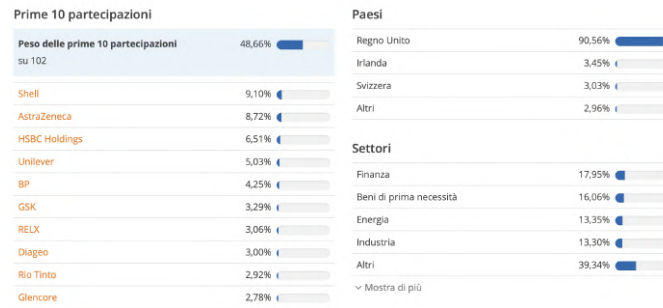 Prime 10 partecipazioni
Peso delle prime 10 partecipazioni 48,66%
su 102
Shell 9,10%
AstraZeneca 8,72%
HSBC Holdings 6,51%
Unilever 5,03%
BP 4,25%
GSK 3,29%
RELX 3,06%
Diageo 3,00%
Rio Tinto 2,92%
Glencore 2,78%
Paesi
Regno Unito 90,56%
Irlanda 3,45%
Svizzera 3,03%
Altri 2,96%
Settori
Finanza 17,95%
Beni di prima necessità 16,06%
Energia 13,35%
Industria 13,30%
Altri 39,34%
Mostra di più